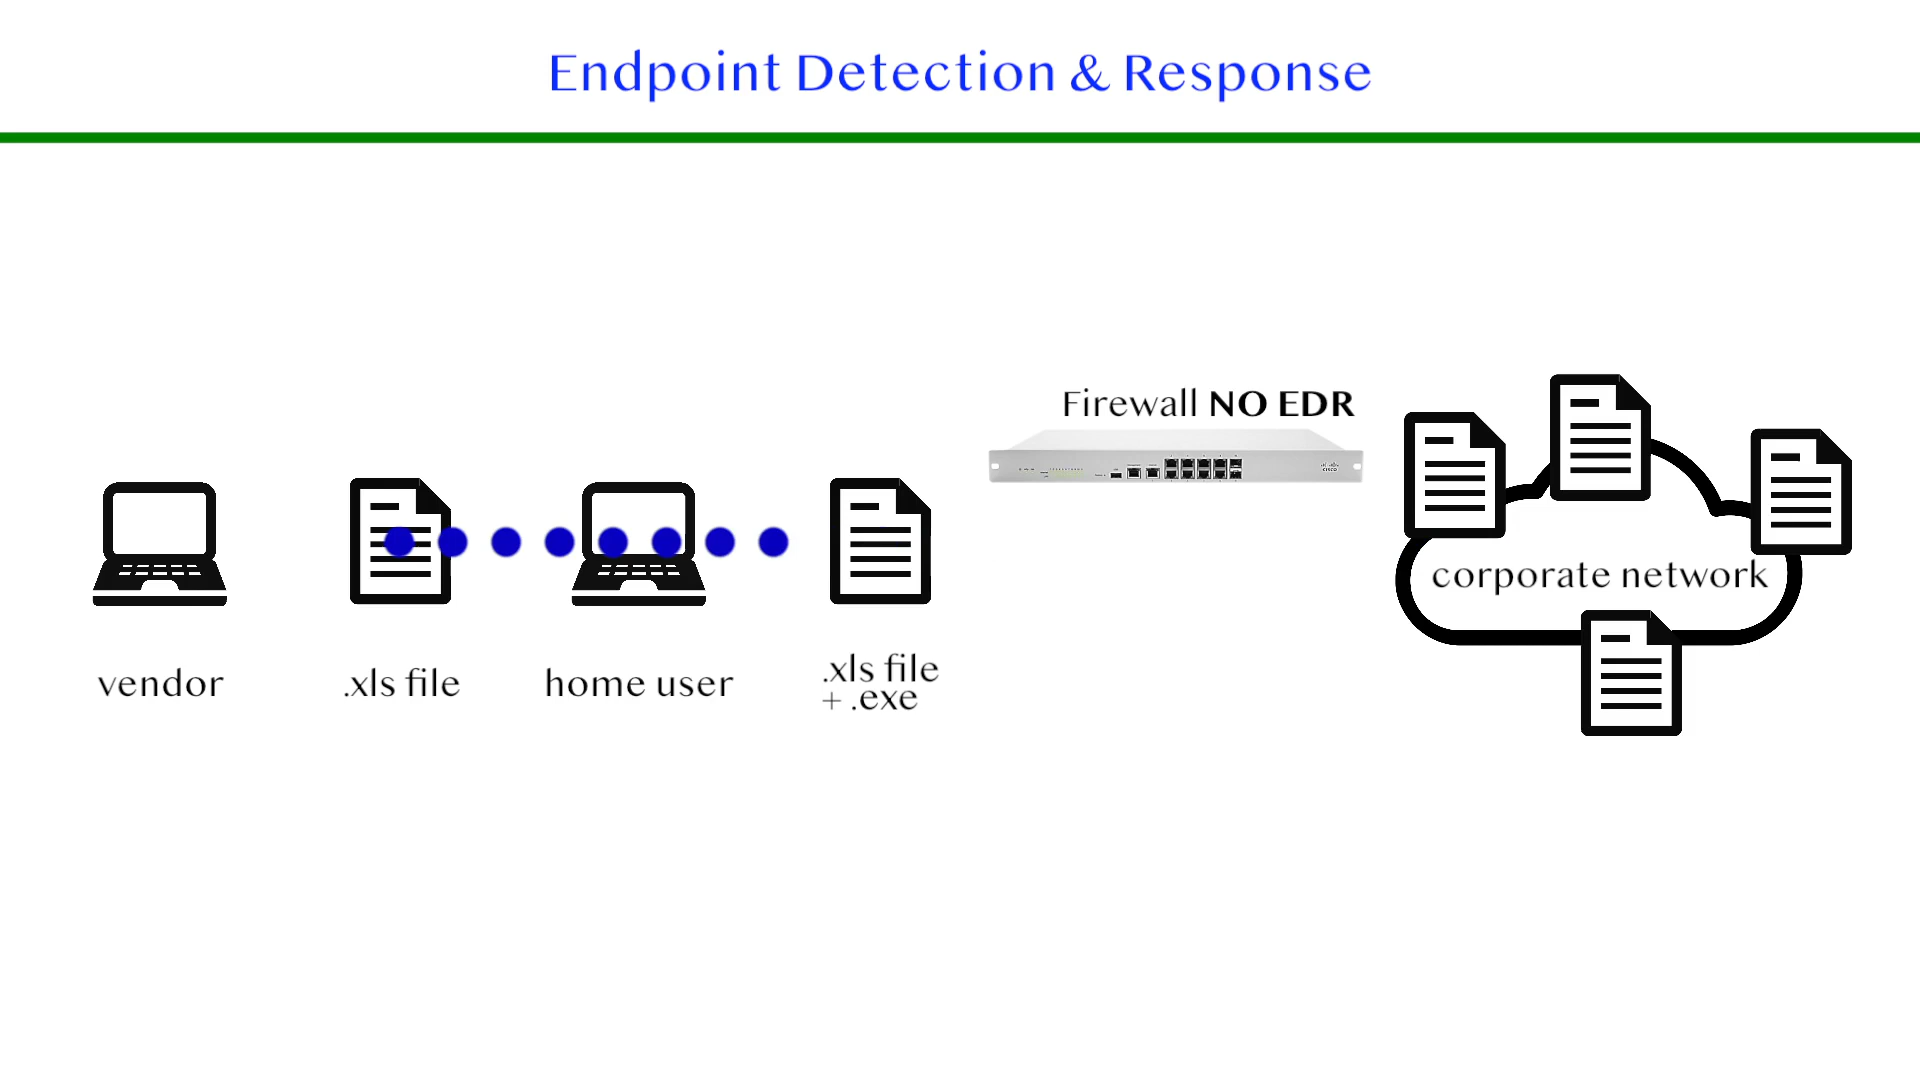 Endpoint Detection & Response
Firewall NO EDR
corporate network
vendor
.xls file
home user
.xls file
+ .exe